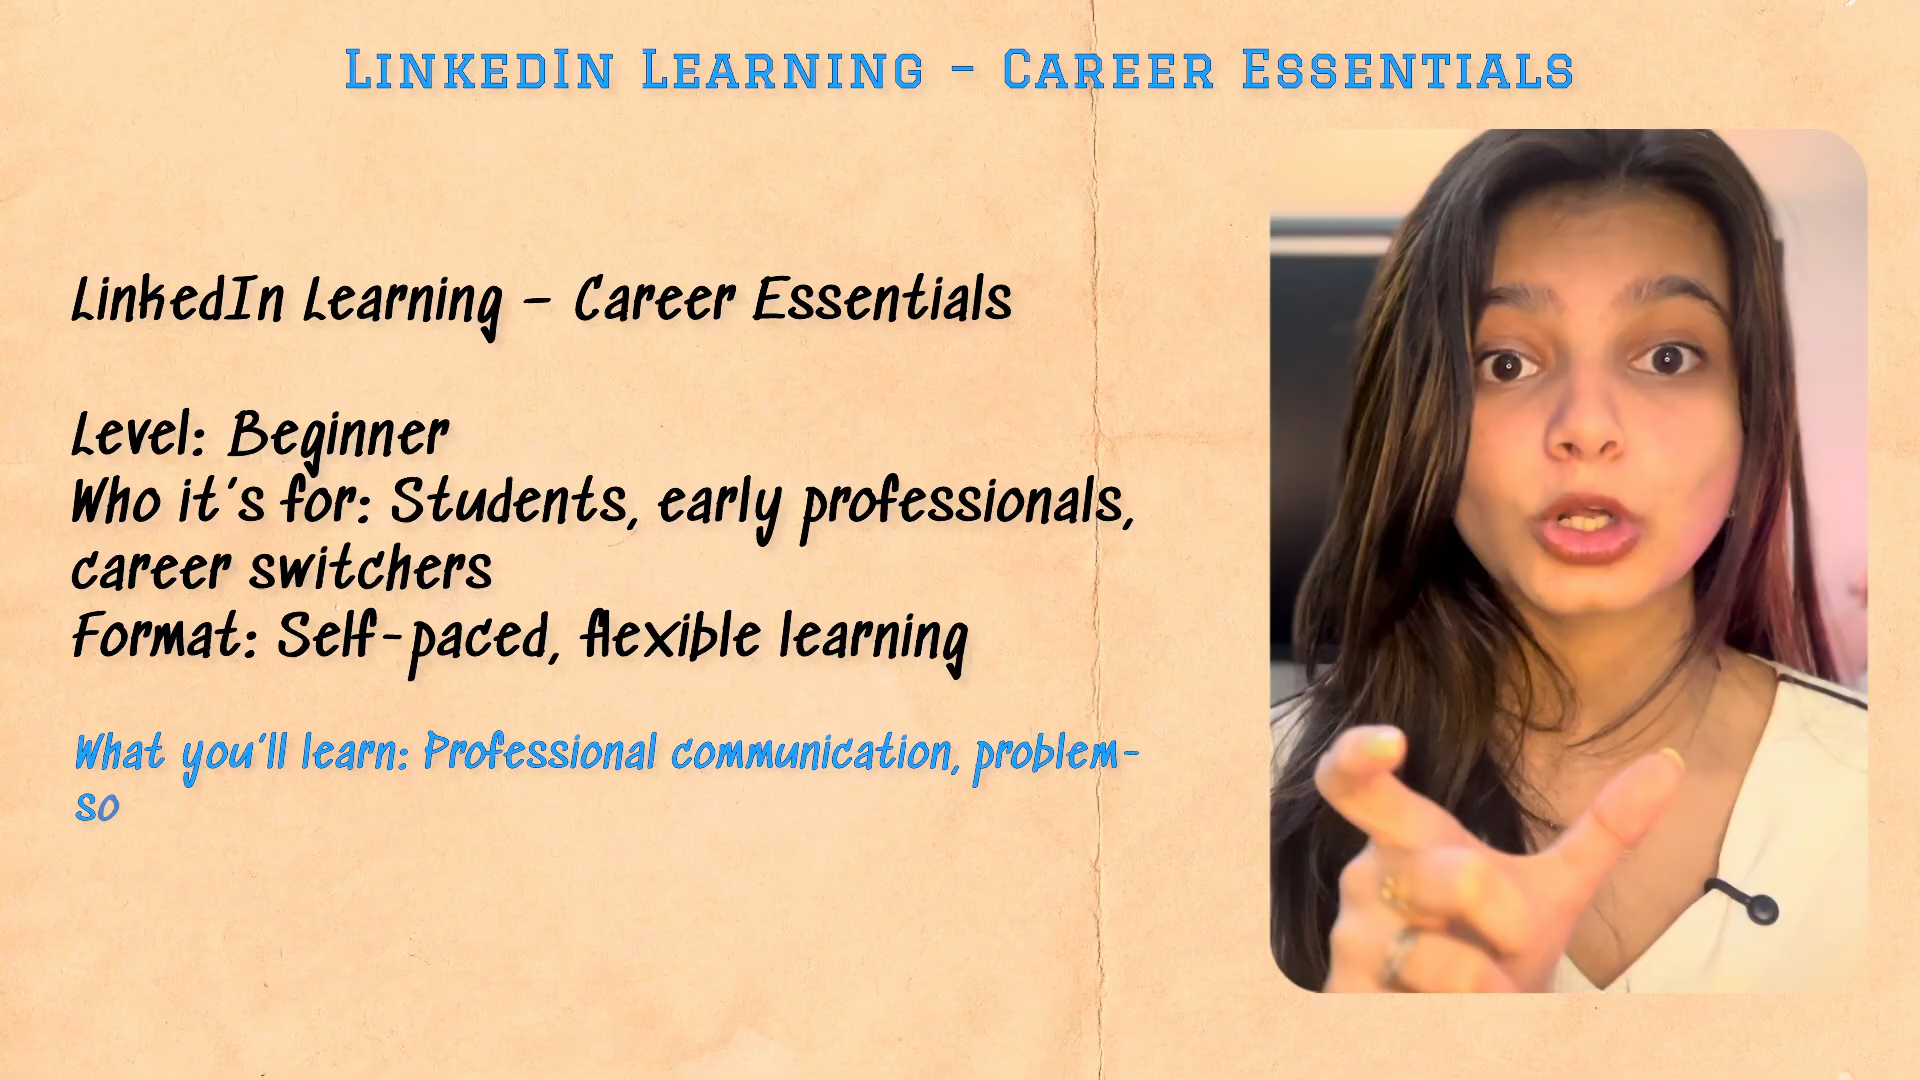 LinkedIn Learning – Career Essentials
LinkedIn Learning – Career Essentials
Level: Beginner
Who it's for: Students, early professionals,
career switchers
Format: Self-paced, flexible learning
What you'll learn: Professional communication, problem-
so